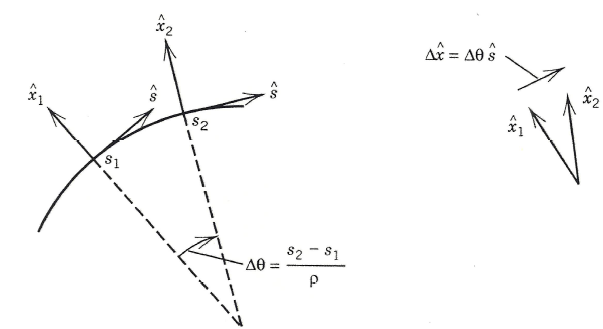 x̂₂
x̂₁
ŝ
ŝ
s₁
s₂
Δθ = (s₂ − s₁)/ρ
Δx̂ = Δθ ŝ
x̂₁
x̂₂